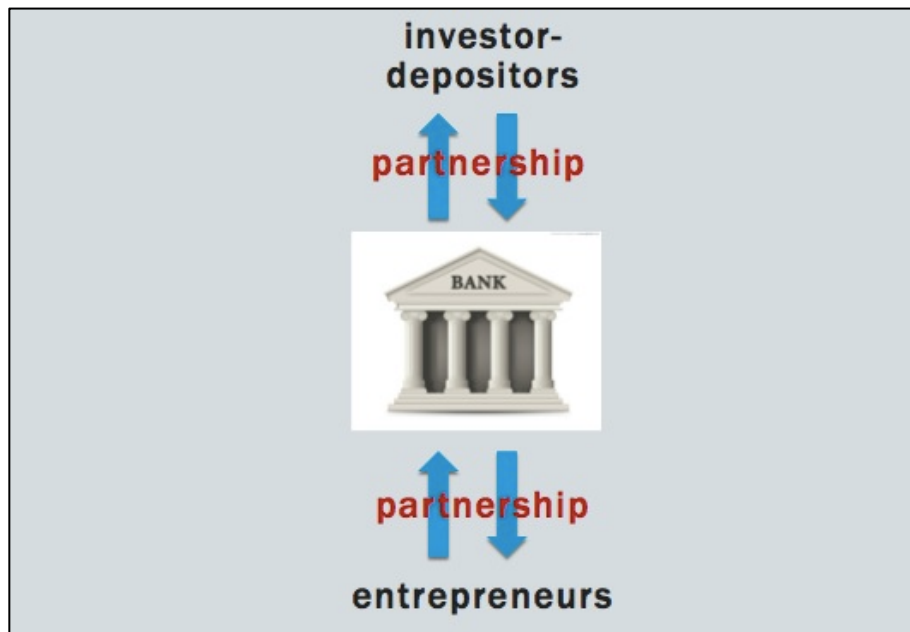 investor-
depositors
partnership
BANK
partnership
entrepreneurs